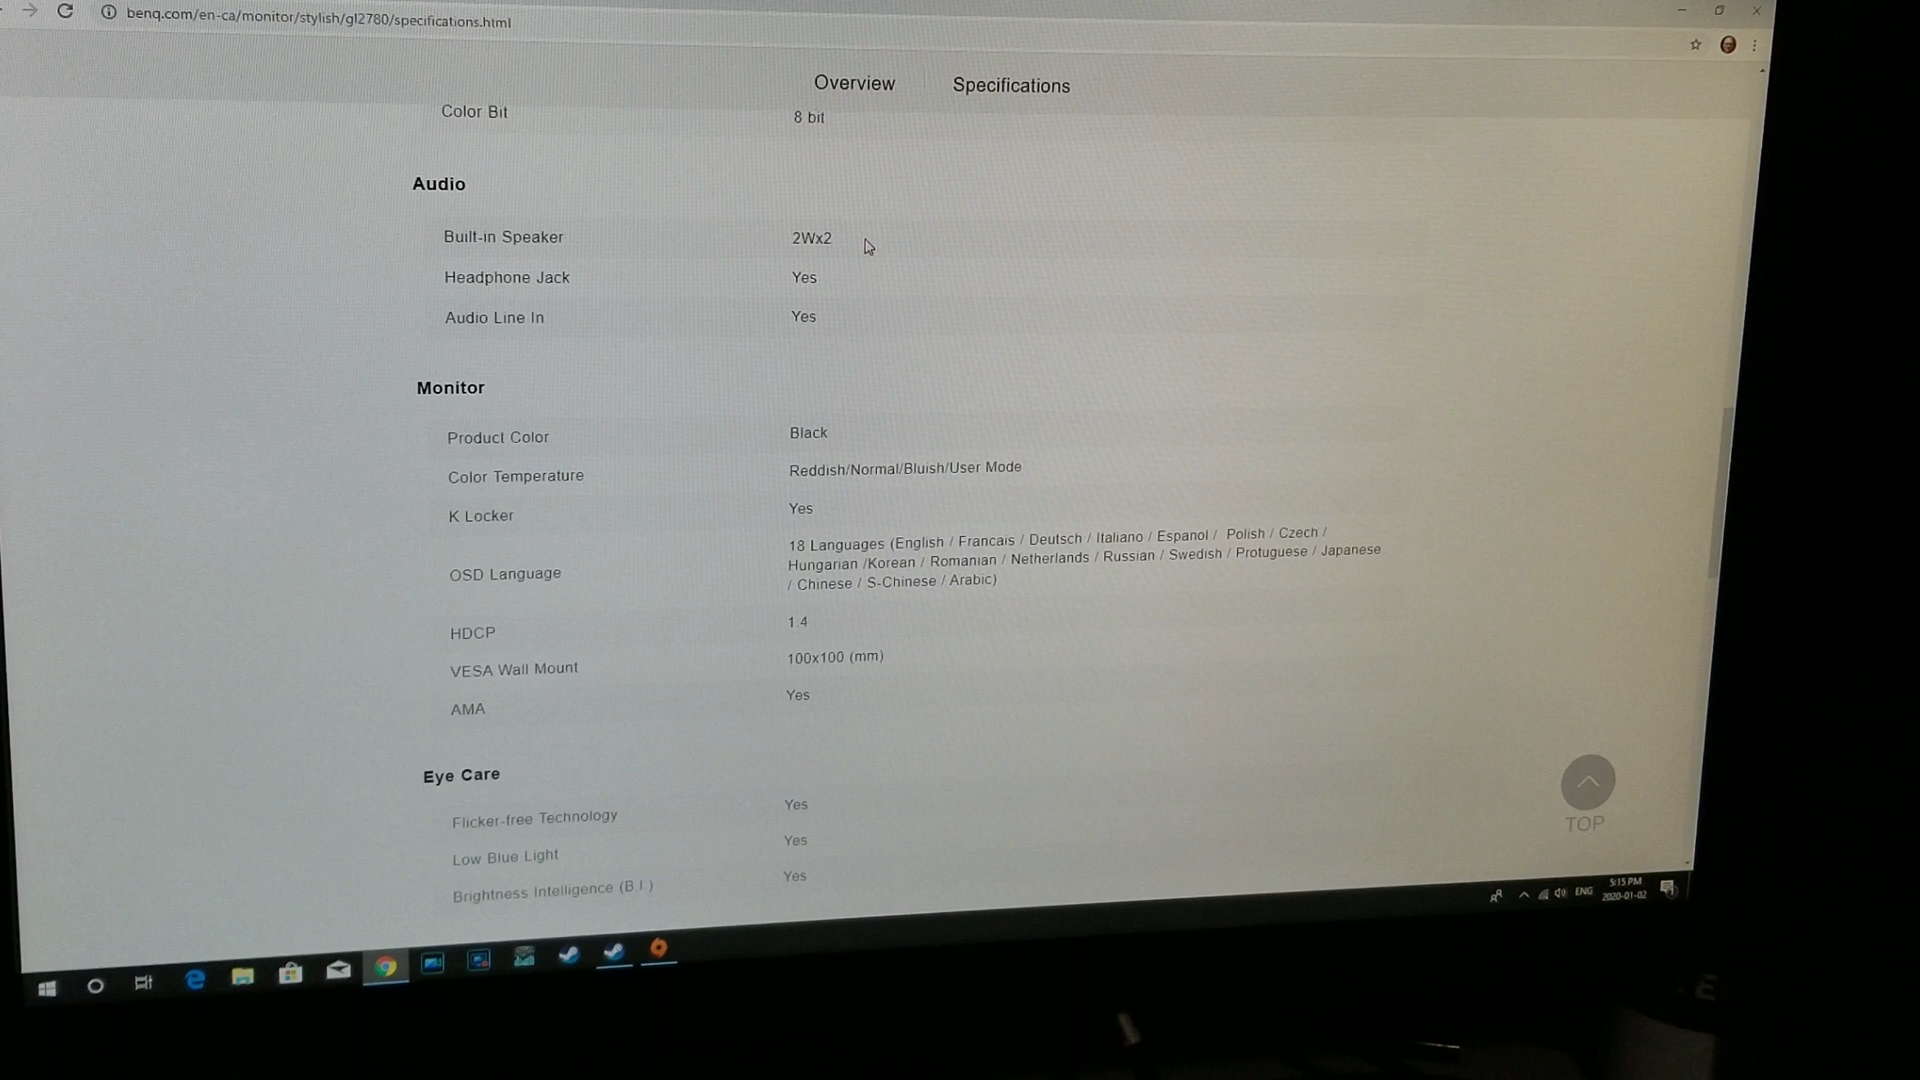 benq.com/en-ca/monitor/stylish/gl2780/specifications.html
Overview Specifications
Color Bit 8 bit
Audio
Built-in Speaker 2Wx2
Headphone Jack Yes
Audio Line In Yes
Monitor
Product Color Black
Color Temperature Reddish/Normal/Bluish/User Mode
K Locker Yes
OSD Language 18 Languages (English / Francais / Deutsch / Italiano / Espanol / Polish / Czech /
Hungarian /Korean / Romanian / Netherlands / Russian / Swedish / Protuguese / Japanese
/ Chinese / S-Chinese / Arabic)
HDCP 1.4
VESA Wall Mount 100x100 (mm)
AMA Yes
Eye Care
Flicker-free Technology Yes
Low Blue Light Yes
Brightness Intelligence (B.I.) Yes
TOP
ENG
5:15 PM
2020-01-02